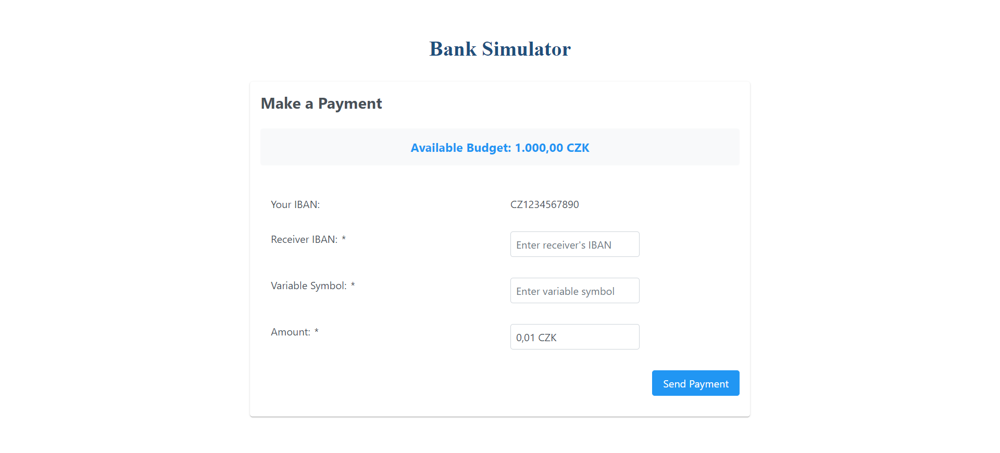 Bank Simulator
Make a Payment
Available Budget: 1.000,00 CZK
Your IBAN: CZ1234567890
Receiver IBAN: * Enter receiver's IBAN
Variable Symbol: * Enter variable symbol
Amount: * 0,01 CZK
Send Payment